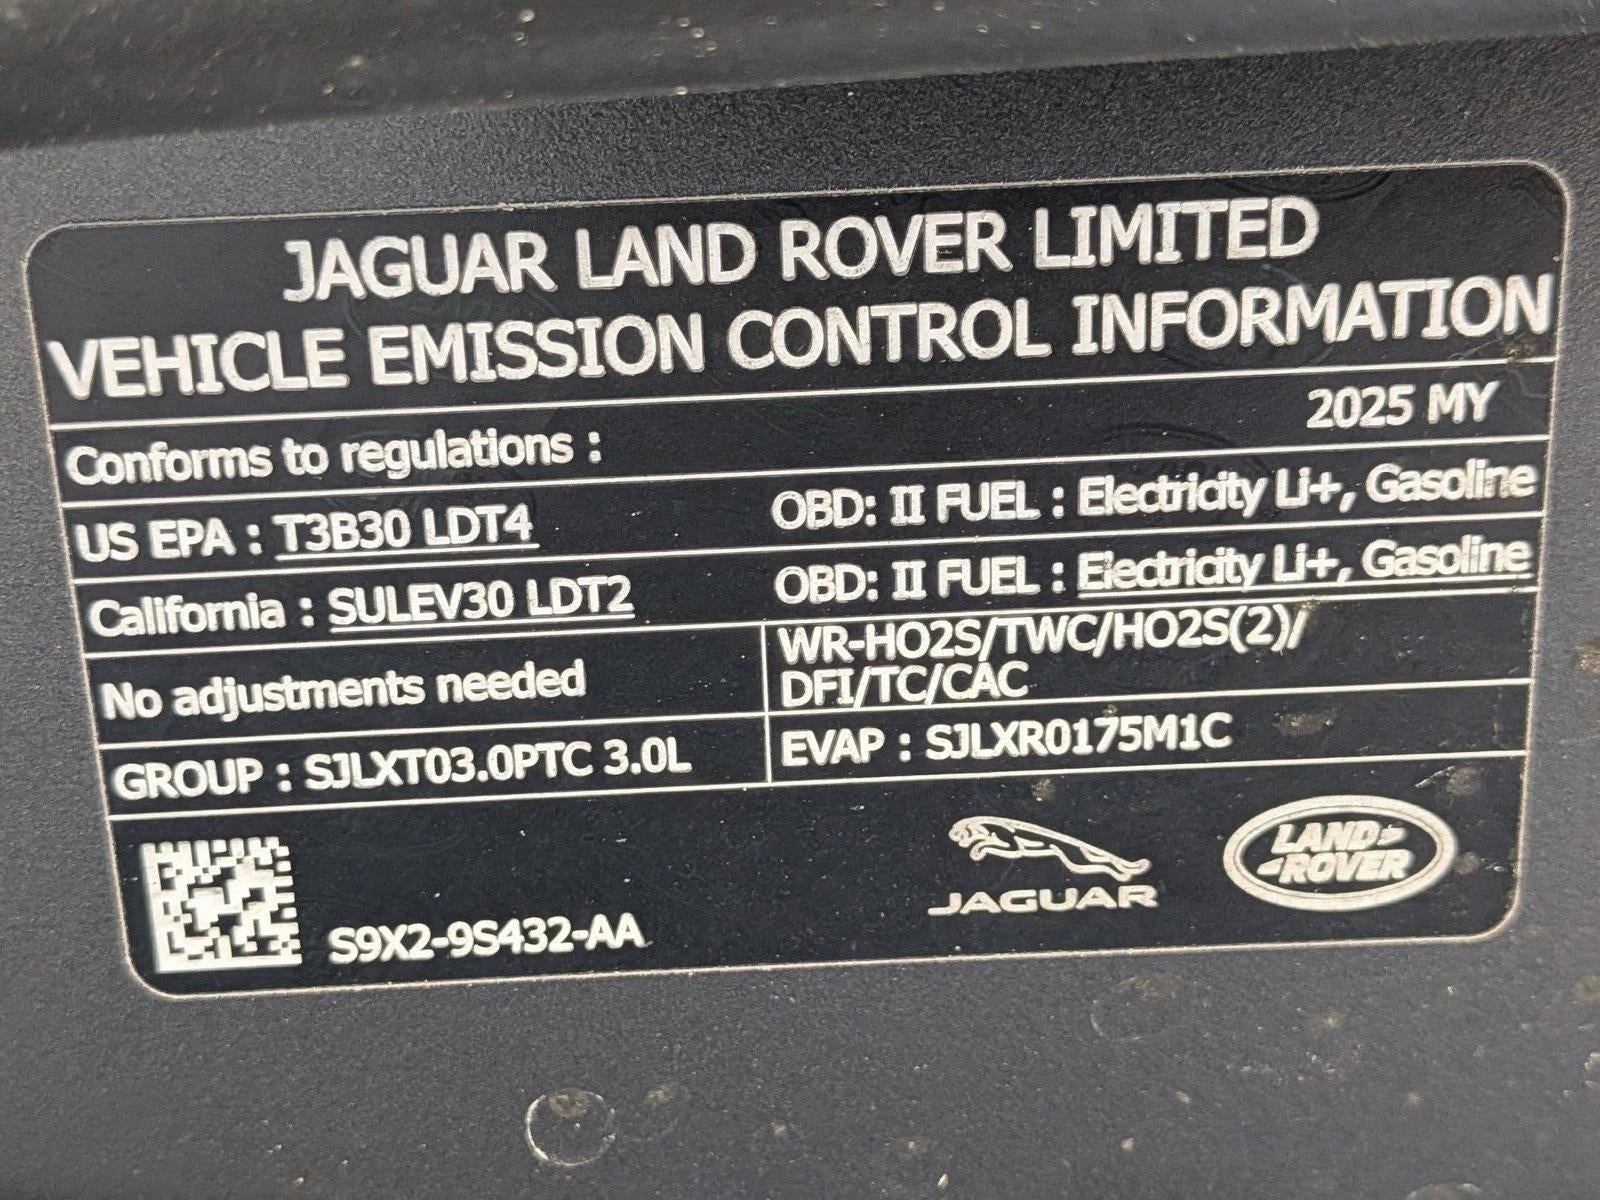 JAGUAR LAND ROVER LIMITED
VEHICLE EMISSION CONTROL INFORMATION
2025 MY
Conforms to regulations :
US EPA : T3B30 LDT4 OBD: II FUEL : Electricity Li+, Gasoline
California : SULEV30 LDT2 OBD: II FUEL : Electricity Li+, Gasoline
No adjustments needed
WR-HO2S/TWC/HO2S(2)/
DFI/TC/CAC
GROUP : SJLXT03.0PTC 3.0L
EVAP : SJLXR0175M1C
S9X2-9S432-AA
JAGUAR
LAND
ROVER